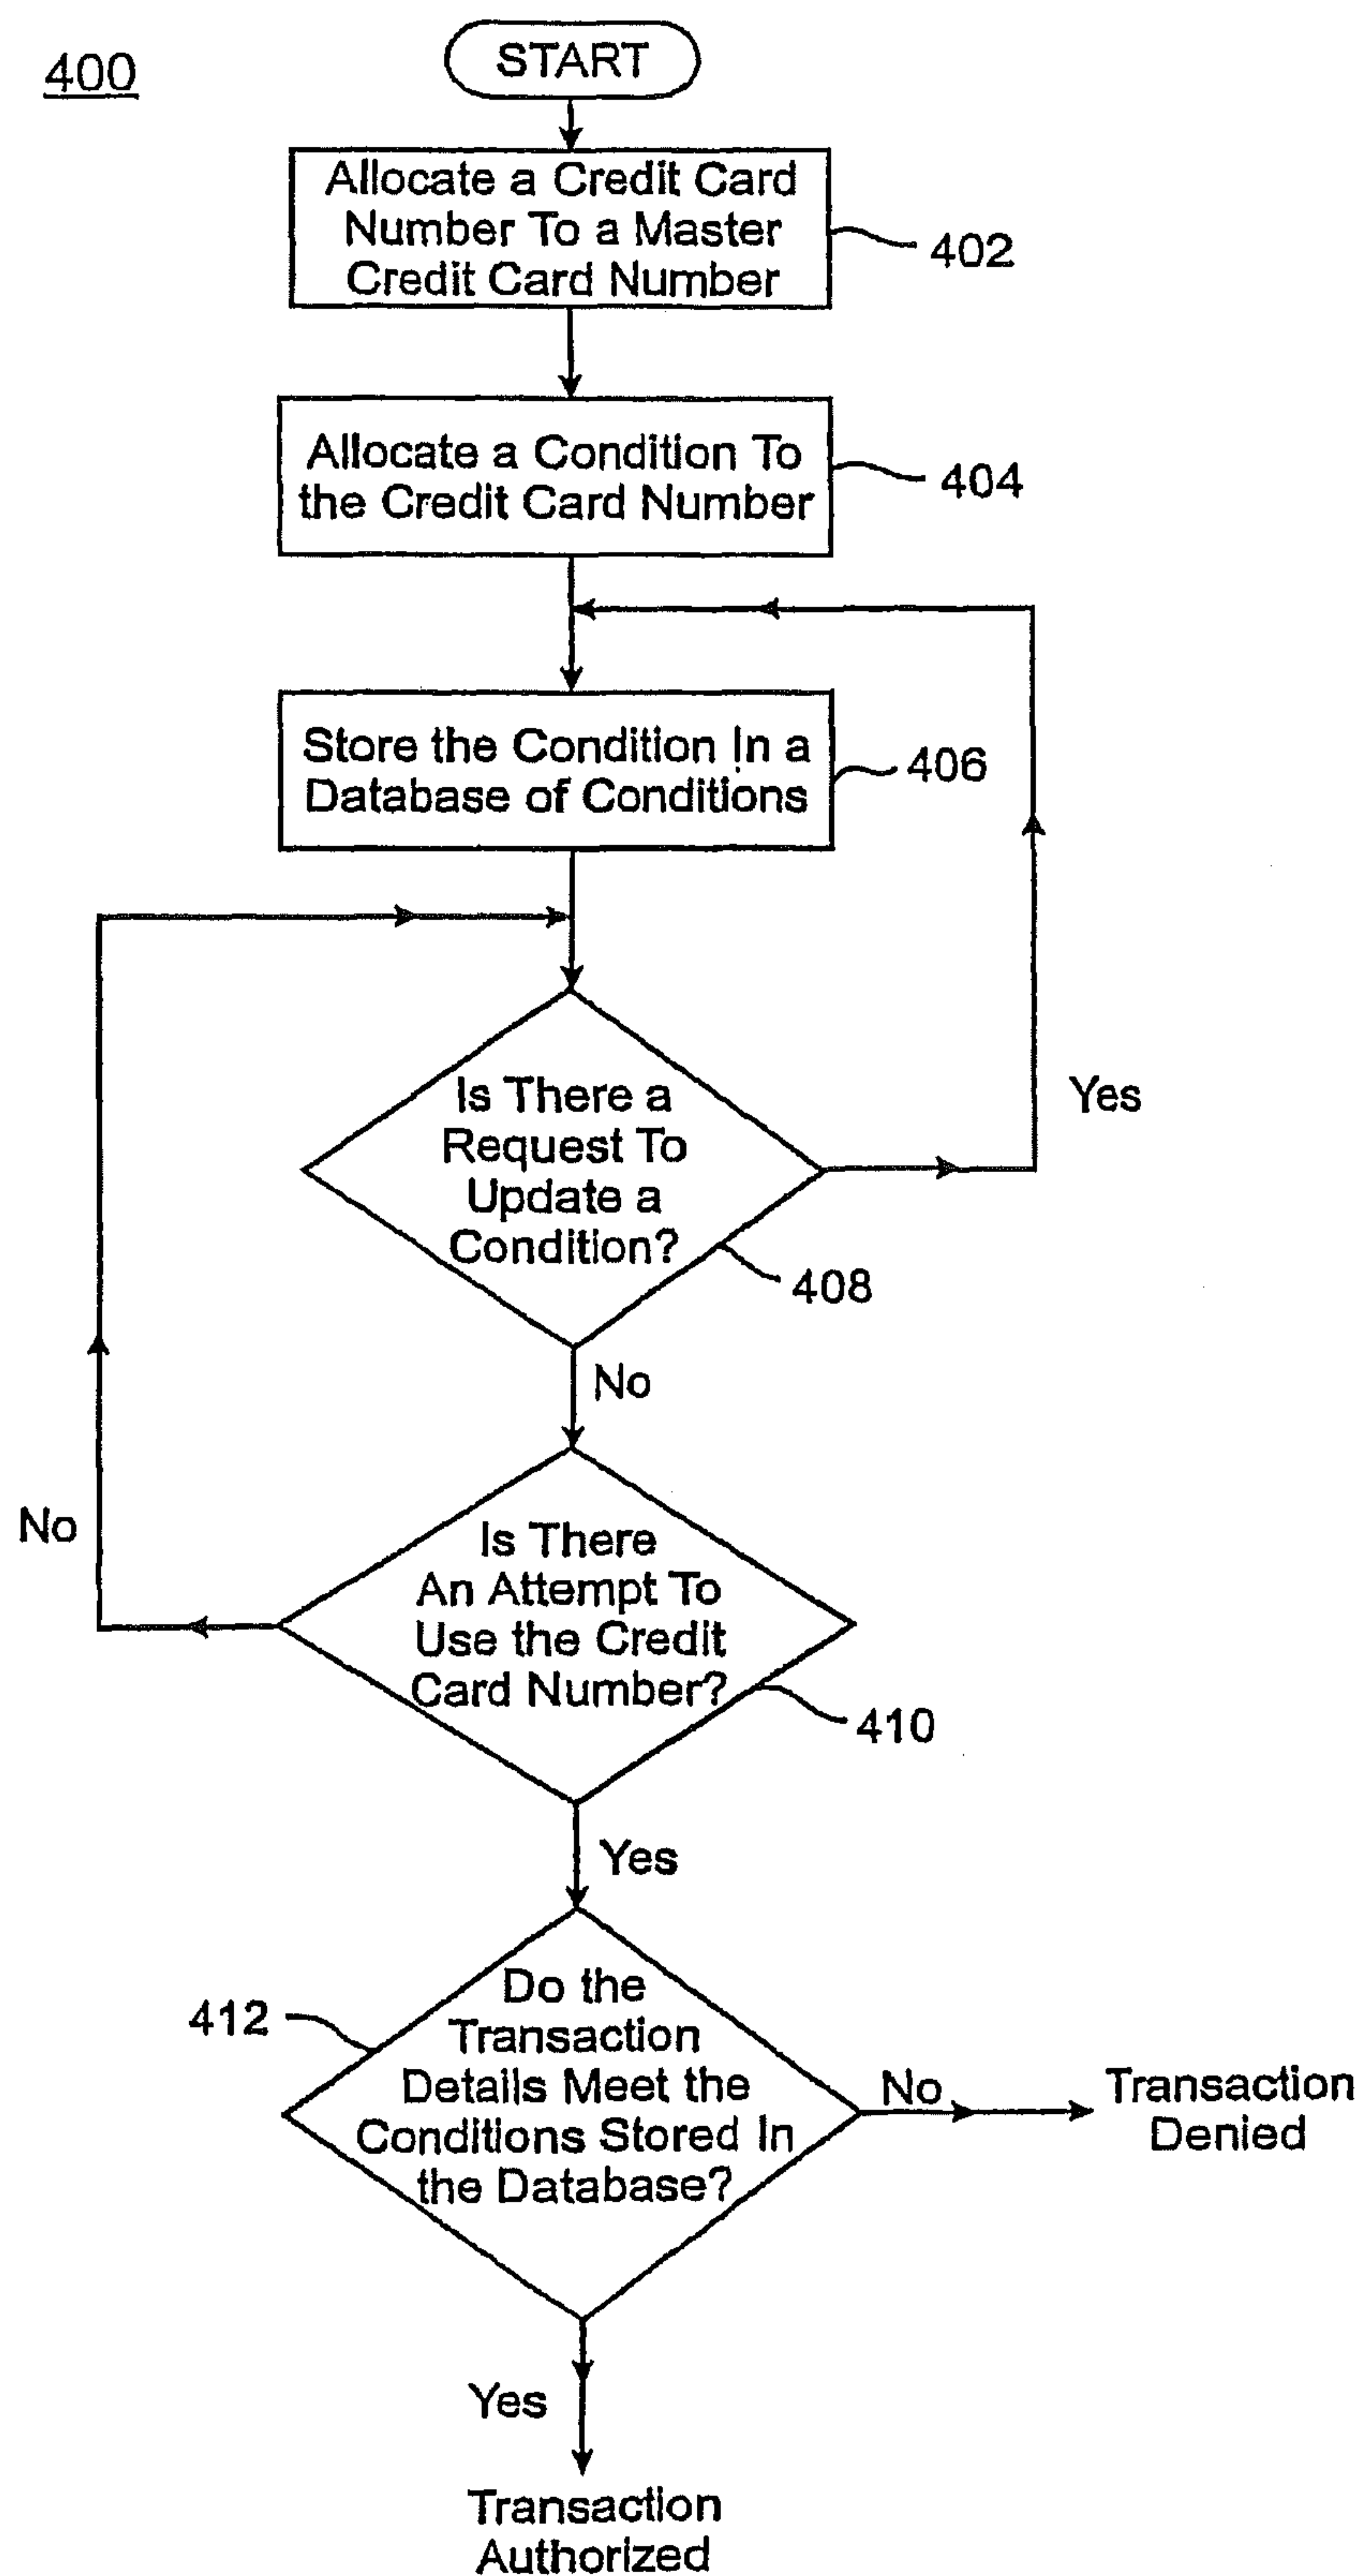 400
START
Allocate a Credit Card
Number To a Master
Credit Card Number
402
Allocate a Condition To
the Credit Card Number
404
Store the Condition In a
Database of Conditions
406
Is There a
Request To
Update a
Condition?
Yes
408
No
Is There
An Attempt To
Use the Credit
Card Number?
No
410
Yes
412
Do the
Transaction
Details Meet the
Conditions Stored In
the Database?
No
Transaction
Denied
Yes
Transaction
Authorized